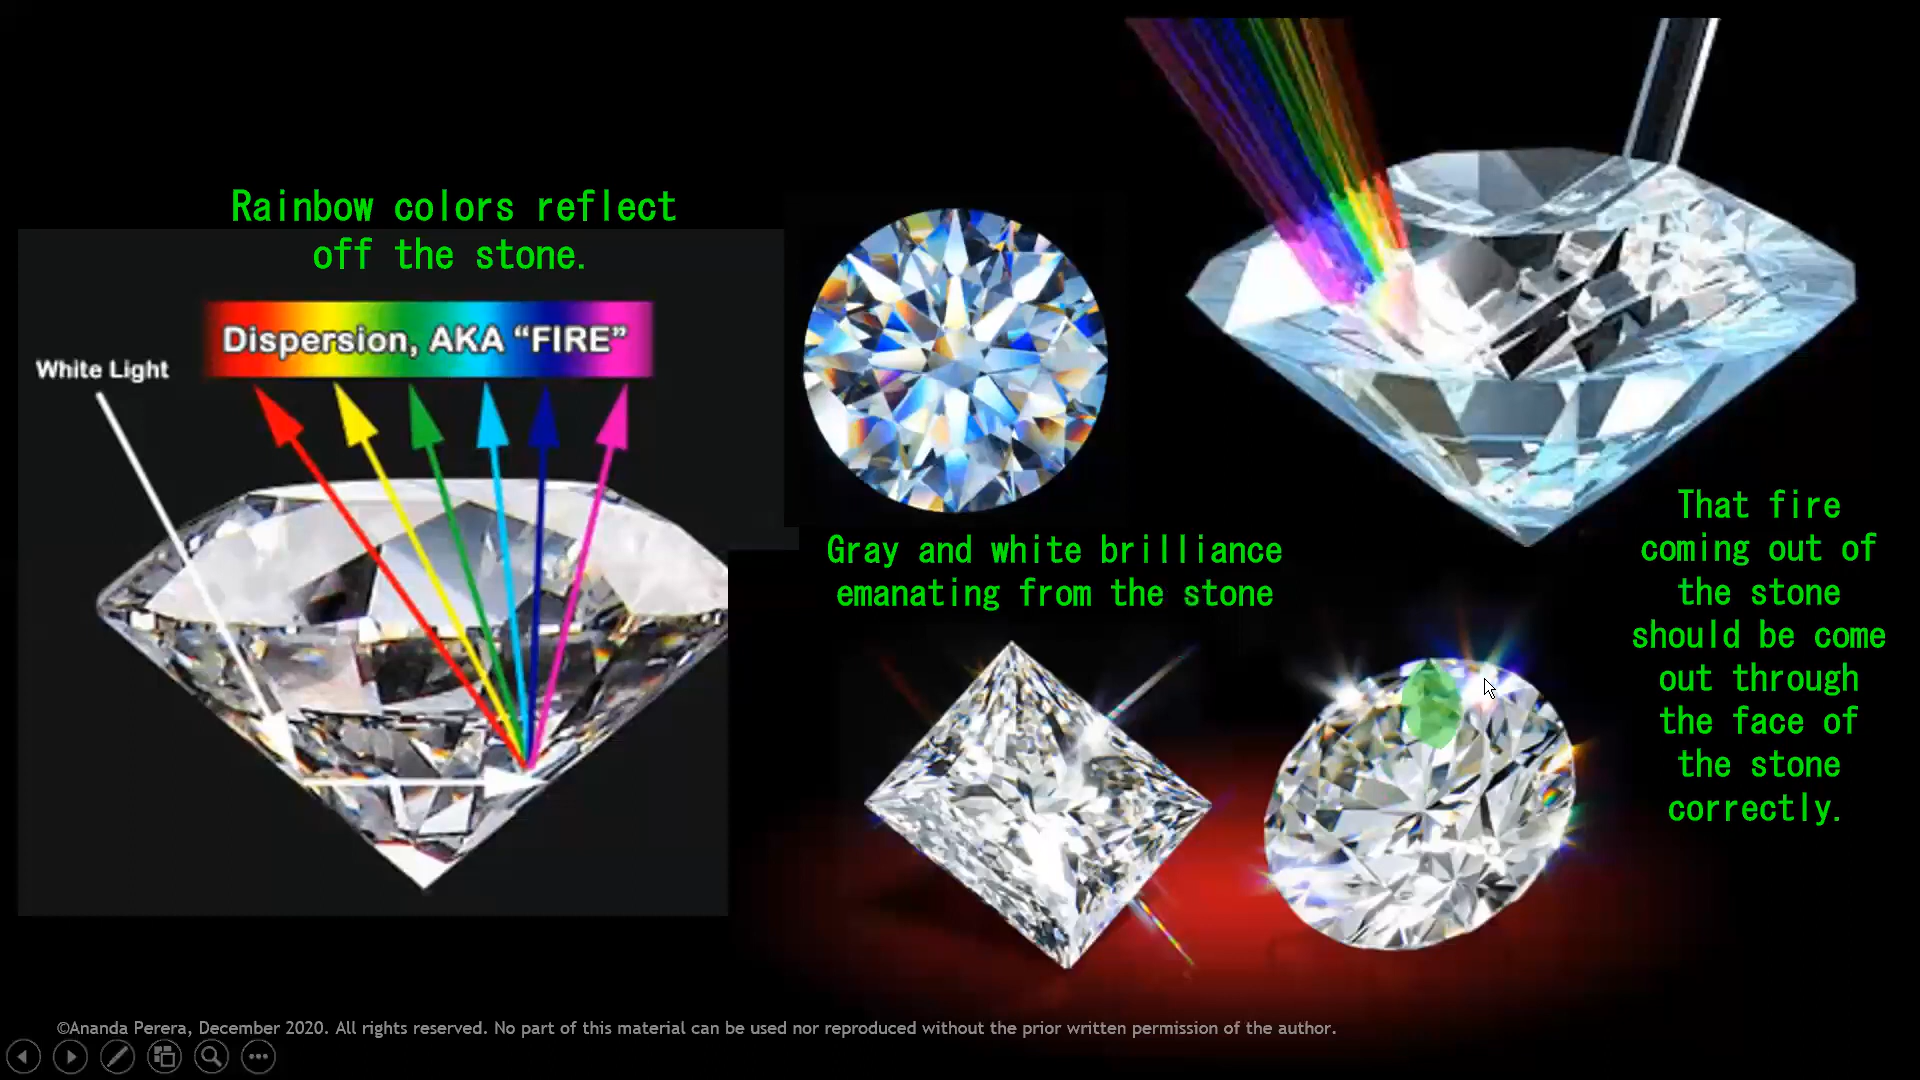 Rainbow colors reflect
off the stone.
Dispersion, AKA “FIRE”
White Light
Gray and white brilliance
emanating from the stone
That fire
coming out of
the stone
should be come
out through
the face of
the stone
correctly.
©Ananda Perera, December 2020. All rights reserved. No part of this material can be used nor reproduced without the prior written permission of the author.